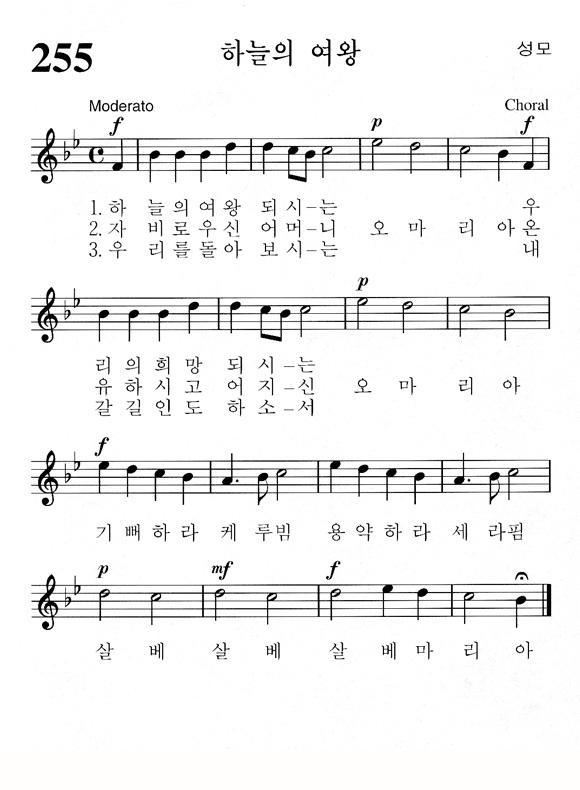 255 하늘의 여왕 성모
Moderato Choral
f p f
1. 하 늘의여왕 되시–는 우
2. 자 비로우신 어머–니 오 마 리 아온
3. 우 리를돌아 보시–는 내
p
리 의 희 망 되 시 –는
유 하 시 고 어 지 –신 오 마 리 아
갈 길 인 도 하 소 –서
f
기 뻐 하 라 케 루빔 용 약 하 라 세 라핌
p mf f
살 베 살 베 살 베 마 리 아